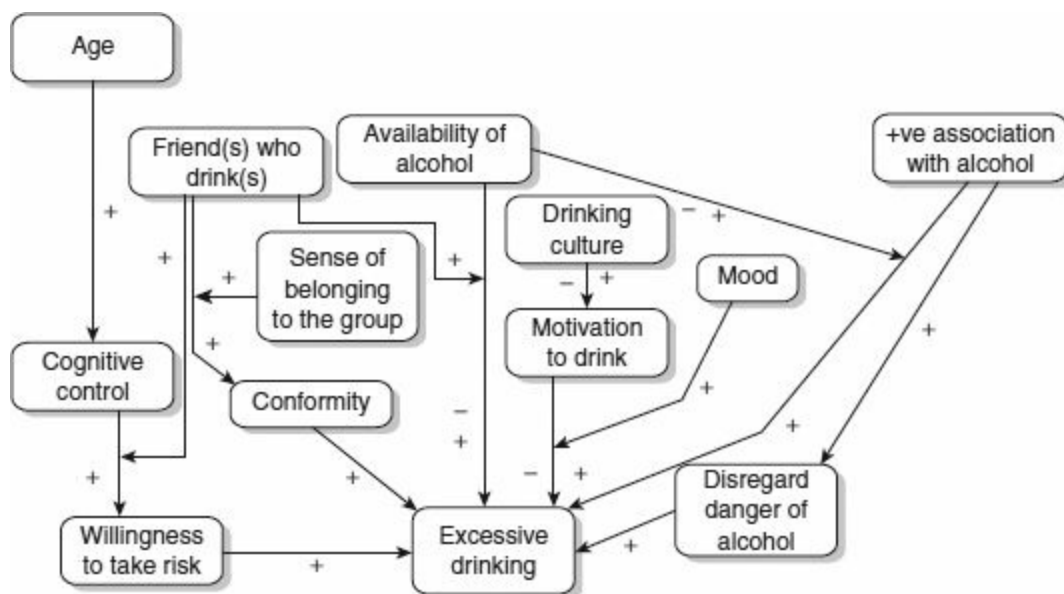 Age
Friend(s) who
drink(s)
Availability of
alcohol
+ve association
with alcohol
+
+
Drinking
culture
− +
Sense of
belonging
to the group
+
+
− +
Mood
Motivation
to drink
+
+
Cognitive
control
Conformity
+
−
+
+
+
+
− +
Disregard
danger of
alcohol
Willingness
to take risk
+
Excessive
drinking
+